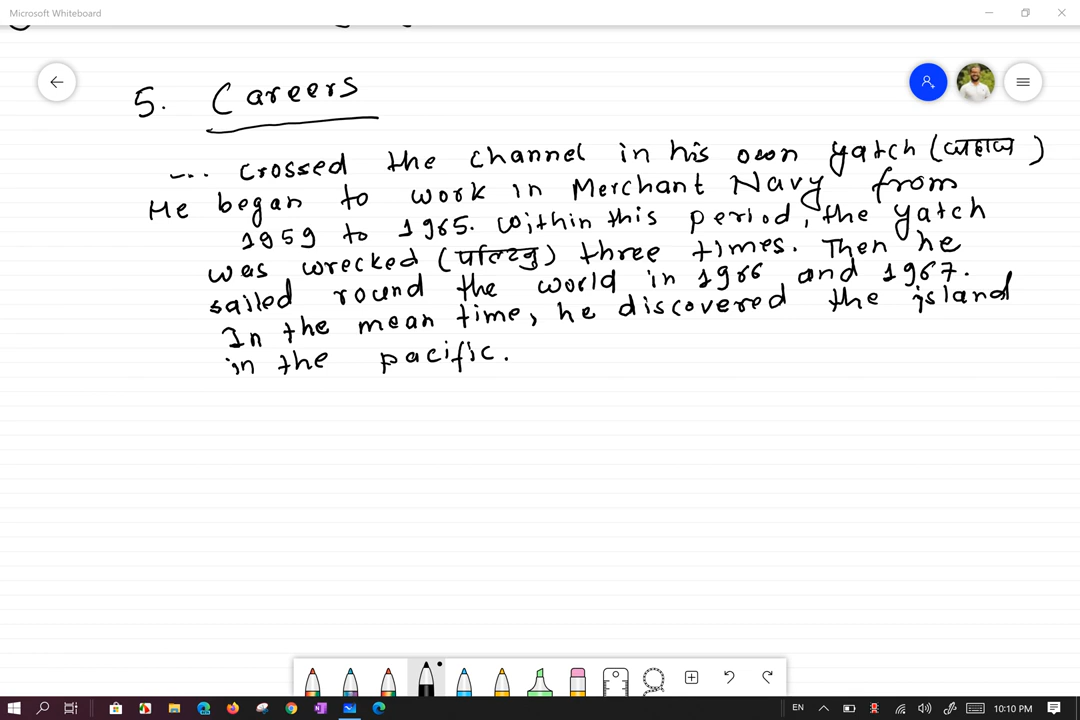 Microsoft Whiteboard
5. Careers
--- crossed the channel in his own yatch (जहाज)
He began to work in Merchant Navy from
1959 to 1965. Within this period, the yatch
was wrecked ( ) three times. Then he
sailed round the world in 1966 and 1967.
In the mean time, he discovered the island
in the pacific.
EN
10:10 PM